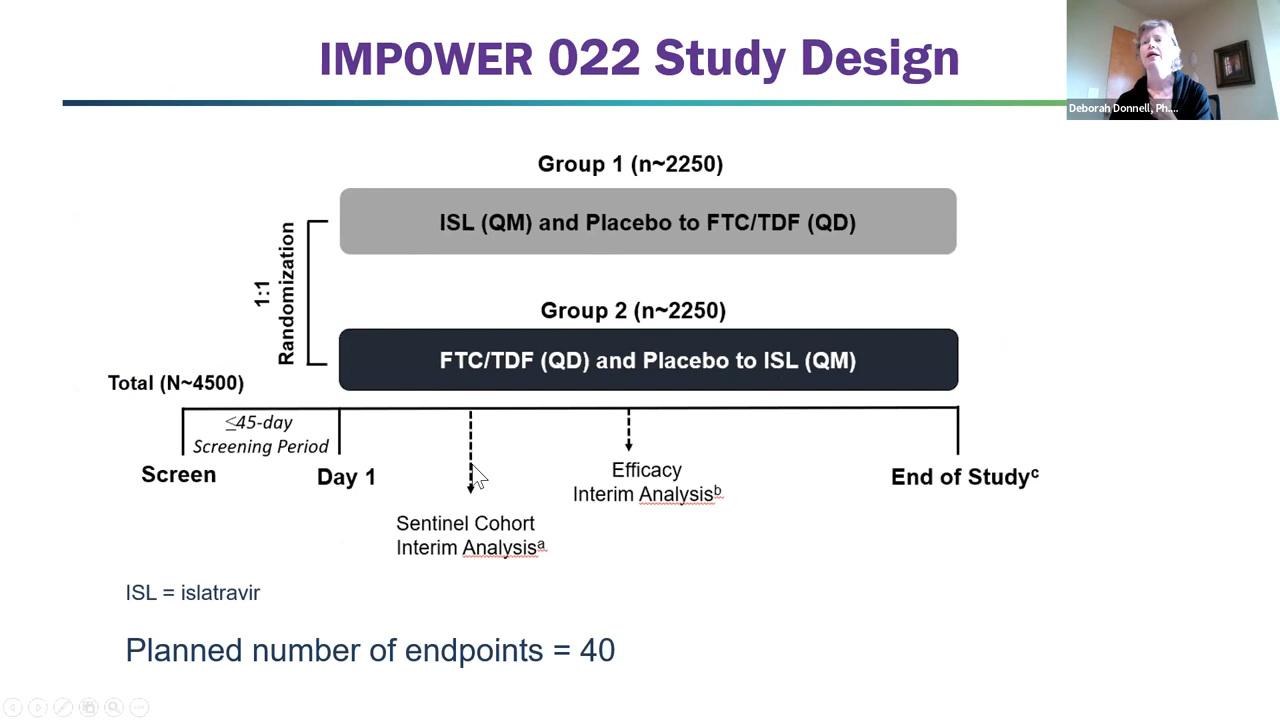 IMPOWER 022 Study Design
Deborah Donnell, Ph....
Group 1 (n~2250)
ISL (QM) and Placebo to FTC/TDF (QD)
1:1
Randomization
Group 2 (n~2250)
FTC/TDF (QD) and Placebo to ISL (QM)
Total (N~4500)
≤45-day
Screening Period
Screen
Day 1
Efficacy
Interim Analysisᵇ
End of Studyᶜ
Sentinel Cohort
Interim Analysisᵃ
ISL = islatravir
Planned number of endpoints = 40